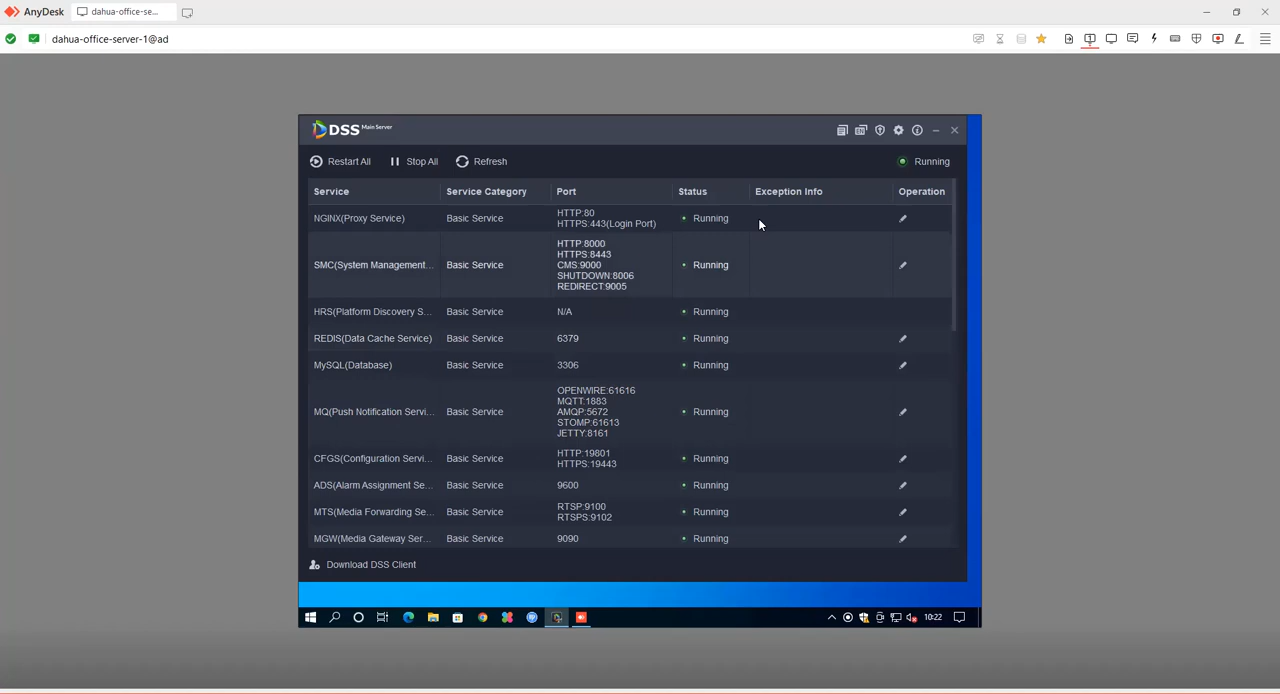 AnyDesk
dahua-office-se...
dahua-office-server-1@ad
DSS Main Server
Restart All
Stop All
Refresh
Running
Service
Service Category
Port
Status
Exception Info
Operation
NGINX(Proxy Service)
Basic Service
HTTP:80
HTTPS:443(Login Port)
Running
SMC(System Management...
Basic Service
HTTP:8000
HTTPS:8443
CMS:9000
SHUTDOWN:8006
REDIRECT:9005
Running
HRS(Platform Discovery S...
Basic Service
N/A
Running
REDIS(Data Cache Service)
Basic Service
6379
Running
MySQL(Database)
Basic Service
3306
Running
MQ(Push Notification Servi...
Basic Service
OPENWIRE:61616
MQTT:1883
AMQP:5672
STOMP:61613
JETTY:8161
Running
CFGS(Configuration Servi...
Basic Service
HTTP:19801
HTTPS:19443
Running
ADS(Alarm Assignment Se...
Basic Service
9600
Running
MTS(Media Forwarding Se...
Basic Service
RTSP:9100
RTSPS:9102
Running
MGW(Media Gateway Ser...
Basic Service
9090
Running
Download DSS Client
10:22